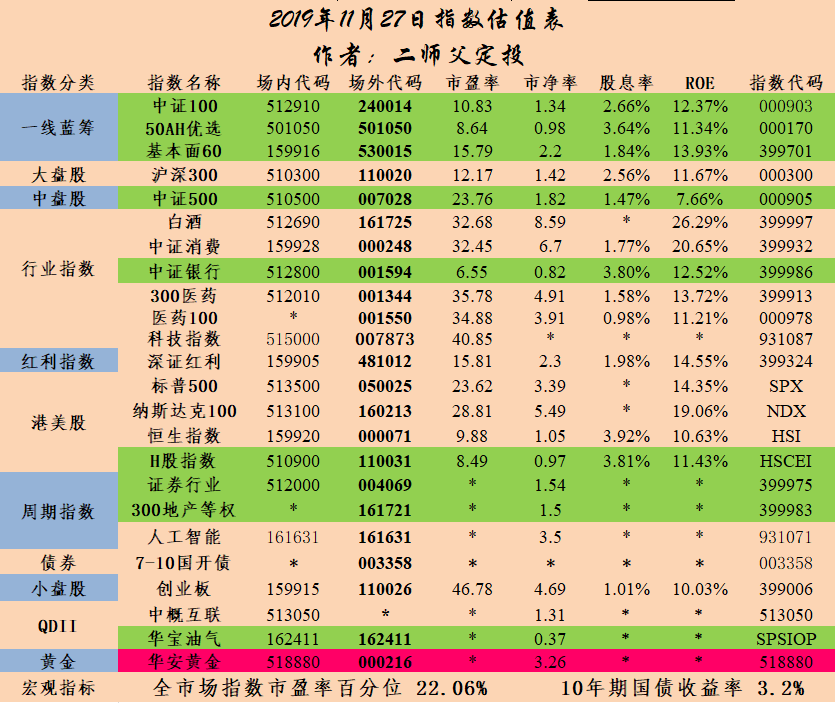 2019年11月27日指数估值表
作者：二师父定投
指数分类 指数名称 场内代码 场外代码 市盈率 市净率 股息率 ROE 指数代码
一线蓝筹 中证100 512910 240014 10.83 1.34 2.66% 12.37% 000903
50AH优选 501050 501050 8.64 0.98 3.64% 11.34% 000170
基本面60 159916 530015 15.79 2.2 1.84% 13.93% 399701
大盘股 沪深300 510300 110020 12.17 1.42 2.56% 11.67% 000300
中盘股 中证500 510500 007028 23.76 1.82 1.47% 7.66% 000905
行业指数 白酒 512690 161725 32.68 8.59 * 26.29% 399997
中证消费 159928 000248 32.45 6.7 1.77% 20.65% 399932
中证银行 512800 001594 6.55 0.82 3.80% 12.52% 399986
300医药 512010 001344 35.78 4.91 1.58% 13.72% 399913
医药100 * 001550 34.88 3.91 0.98% 11.21% 000978
科技指数 515000 007873 40.85 * * * 931087
红利指数 深证红利 159905 481012 15.81 2.3 1.98% 14.55% 399324
港美股 标普500 513500 050025 23.62 3.39 * 14.35% SPX
纳斯达克100 513100 160213 28.81 5.49 * 19.06% NDX
恒生指数 159920 000071 9.88 1.05 3.92% 10.63% HSI
H股指数 510900 110031 8.49 0.97 3.81% 11.43% HSCEI
周期指数 证券行业 512000 004069 * 1.54 * * 399975
300地产等权 * 161721 * 1.5 * * 399983
人工智能 161631 161631 * 3.5 * * 931071
债券 7-10国开债 * 003358 * * * * 003358
小盘股 创业板 159915 110026 46.78 4.69 1.01% 10.03% 399006
QDII 中概互联 513050 * * 1.31 * * 513050
华宝油气 162411 162411 * 0.37 * * SPSIOP
黄金 华安黄金 518880 000216 * 3.26 * * 518880
宏观指标 全市场指数市盈率百分位 22.06% 10年期国债收益率 3.2%